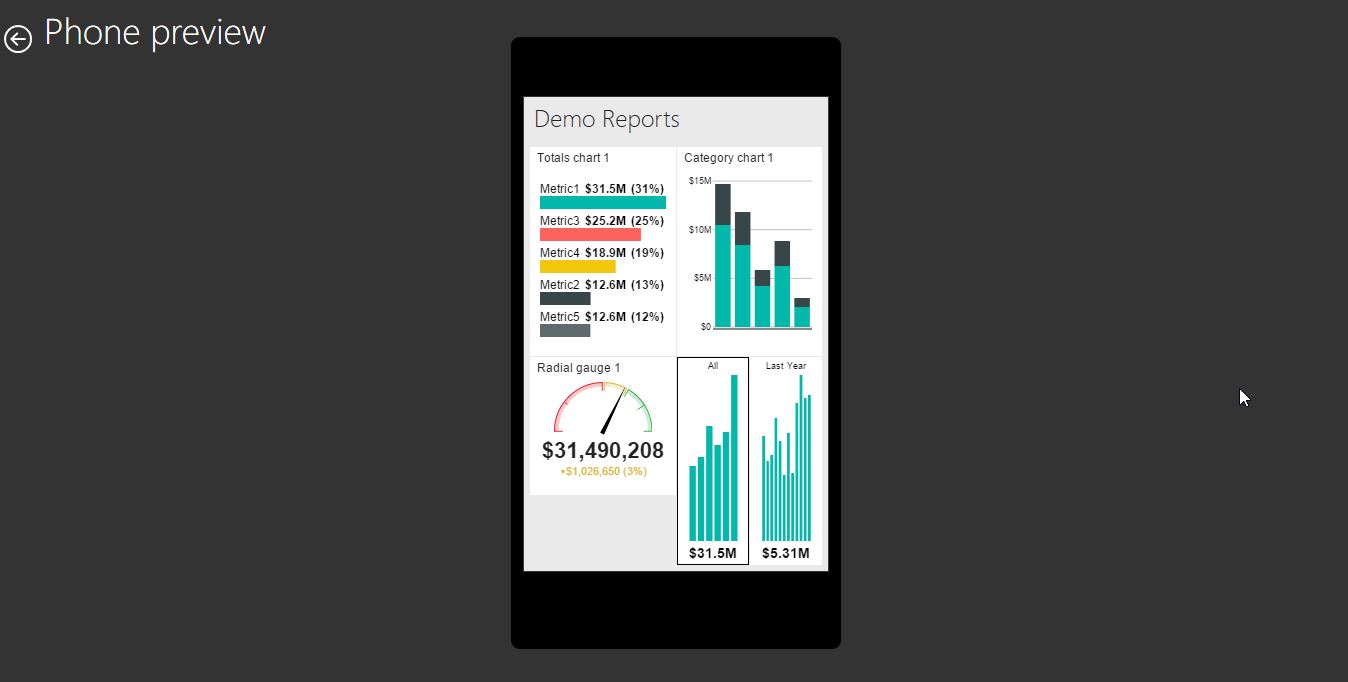 Phone preview
Demo Reports
Totals chart 1
Metric1 $31.5M (31%)
Metric3 $25.2M (25%)
Metric4 $18.9M (19%)
Metric2 $12.6M (13%)
Metric5 $12.6M (12%)
Category chart 1
$15M
$10M
$5M
$0
Radial gauge 1
$31,490,208
▾$1,026,650 (3%)
All
$31.5M
Last Year
$5.31M